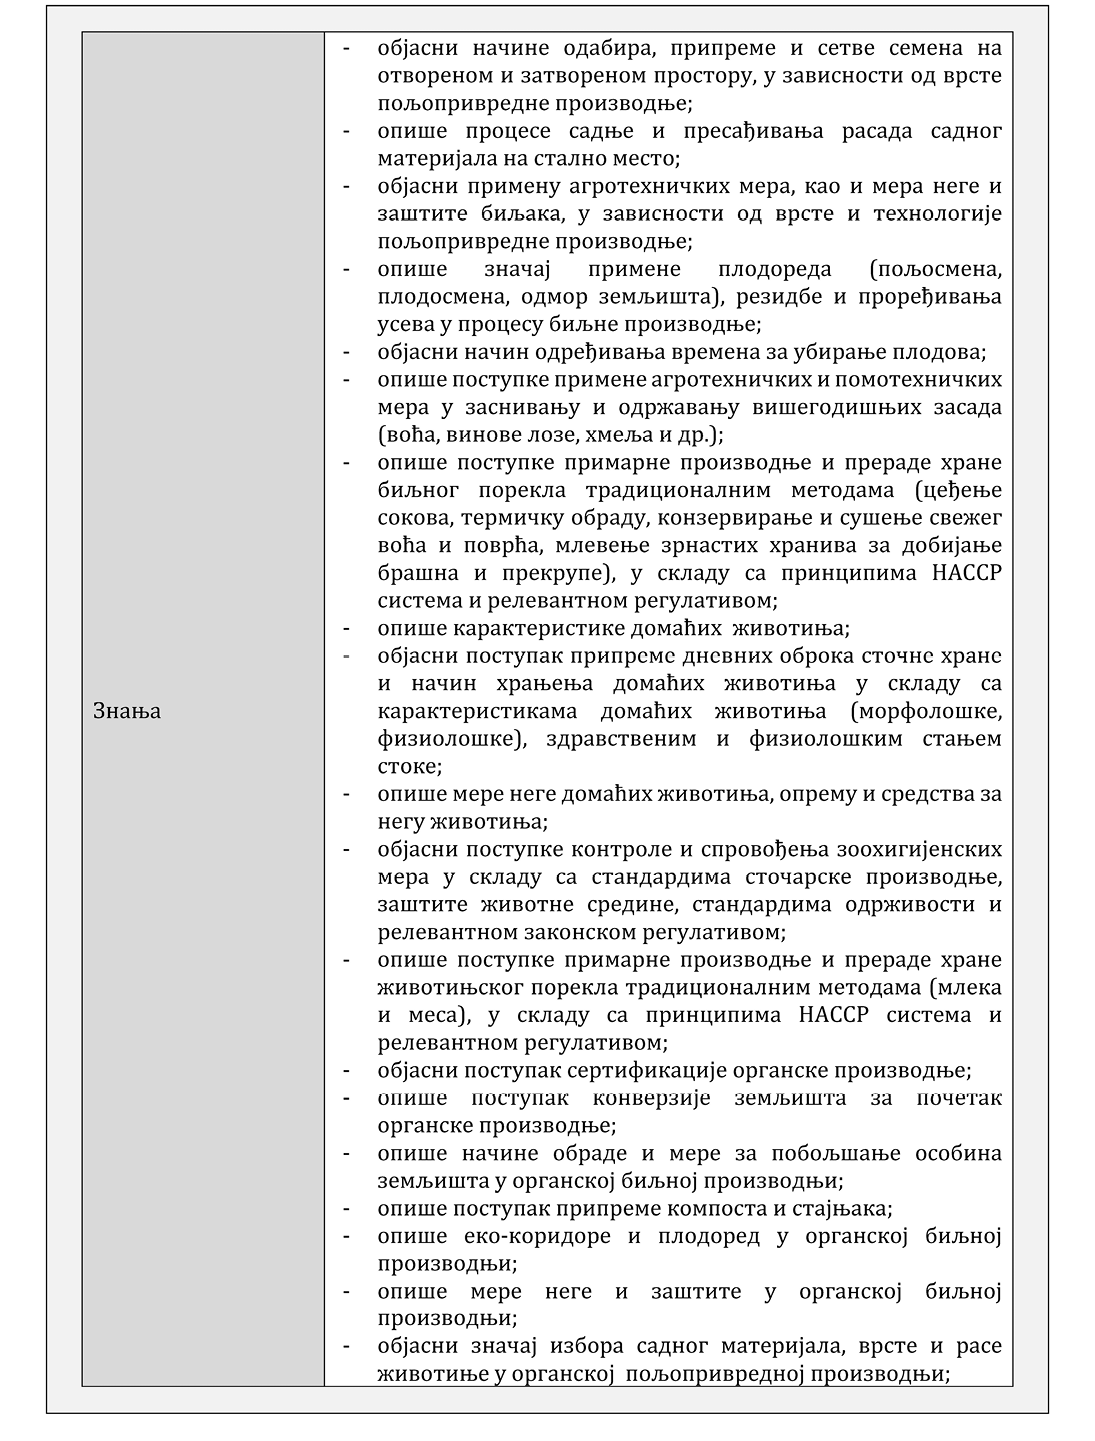 - објасни начине одабира, припреме и сетве семена на
отвореном и затвореном простору, у зависности од врсте
пољопривредне производње;
- опише процесе садње и пресађивања расада садног
материјала на стално место;
- објасни примену агротехничких мера, као и мера неге и
заштите биљака, у зависности од врсте и технологије
пољопривредне производње;
- опише значај примене плодореда (пољосмена,
плодосмена, одмор земљишта), резидбе и проређивања
усева у процесу биљне производње;
- објасни начин одређивања времена за убирање плодова;
- опише поступке примене агротехничких и помотехничких
мера у заснивању и одржавању вишегодишњих засада
(воћа, винове лозе, хмеља и др.);
- опише поступке примарне производње и прераде хране
биљног порекла традиционалним методама (цеђење
сокова, термичку обраду, конзервирање и сушење свежег
воћа и поврћа, млевење зрнастих хранива за добијање
брашна и прекрупе), у складу са принципима НАССР
система и релевантном регулативом;
- опише карактеристике домаћих животиња;
- објасни поступак припреме дневних оброка сточне хране
Знања
и начин храњења домаћих животиња у складу са
карактеристикама домаћих животиња (морфолошке,
физиолошке), здравственим и физиолошким стањем
стоке;
- опише мере неге домаћих животиња, опрему и средства за
негу животиња;
- објасни поступке контроле и спровођења зоохигијенских
мера у складу са стандардима сточарске производње,
заштите животне средине, стандардима одрживости и
релевантном законском регулативом;
- опише поступке примарне производње и прераде хране
животињског порекла традиционалним методама (млека
и меса), у складу са принципима НАССР система и
релевантном регулативом;
- објасни поступак сертификације органске производње;
- опише поступак конверзије земљишта за почетак
органске производње;
- опише начине обраде и мере за побољшање особина
земљишта у органској биљној производњи;
- опише поступак припреме компоста и стајњака;
- опише еко-коридоре и плодоред у органској биљној
производњи;
- опише мере неге и заштите у органској биљној
производњи;
- објасни значај избора садног материјала, врсте и расе
животиње у органској пољопривредној производњи;